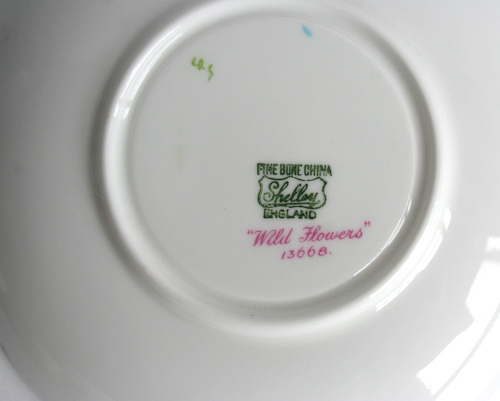 FINE BONE CHINA
Shelley
ENGLAND
"Wild Flowers"
13668.